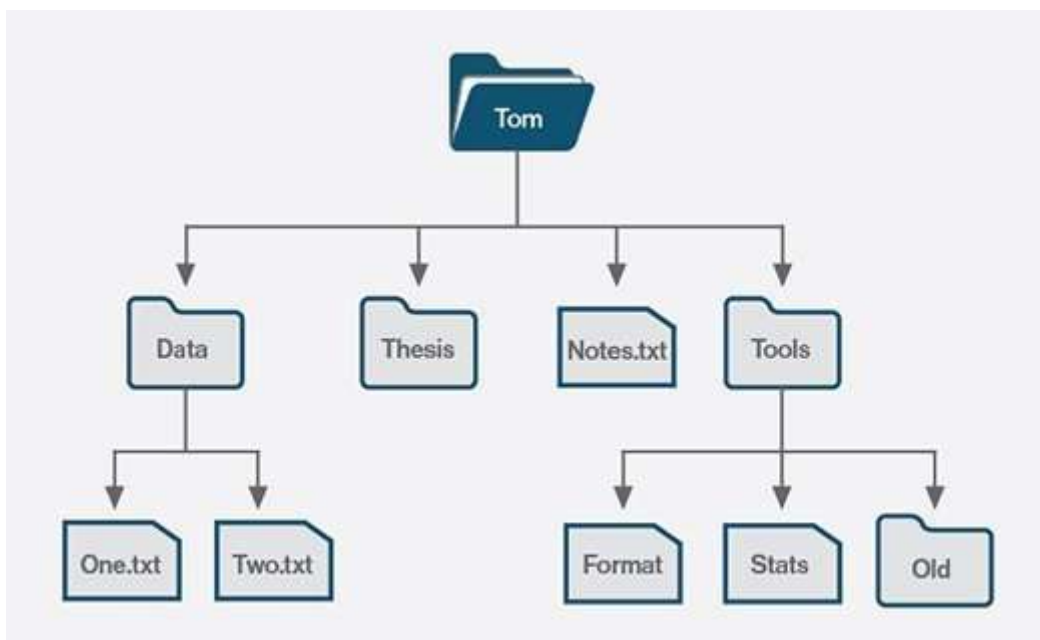 Tom
Data
Thesis
Notes.txt
Tools
One.txt
Two.txt
Format
Stats
Old